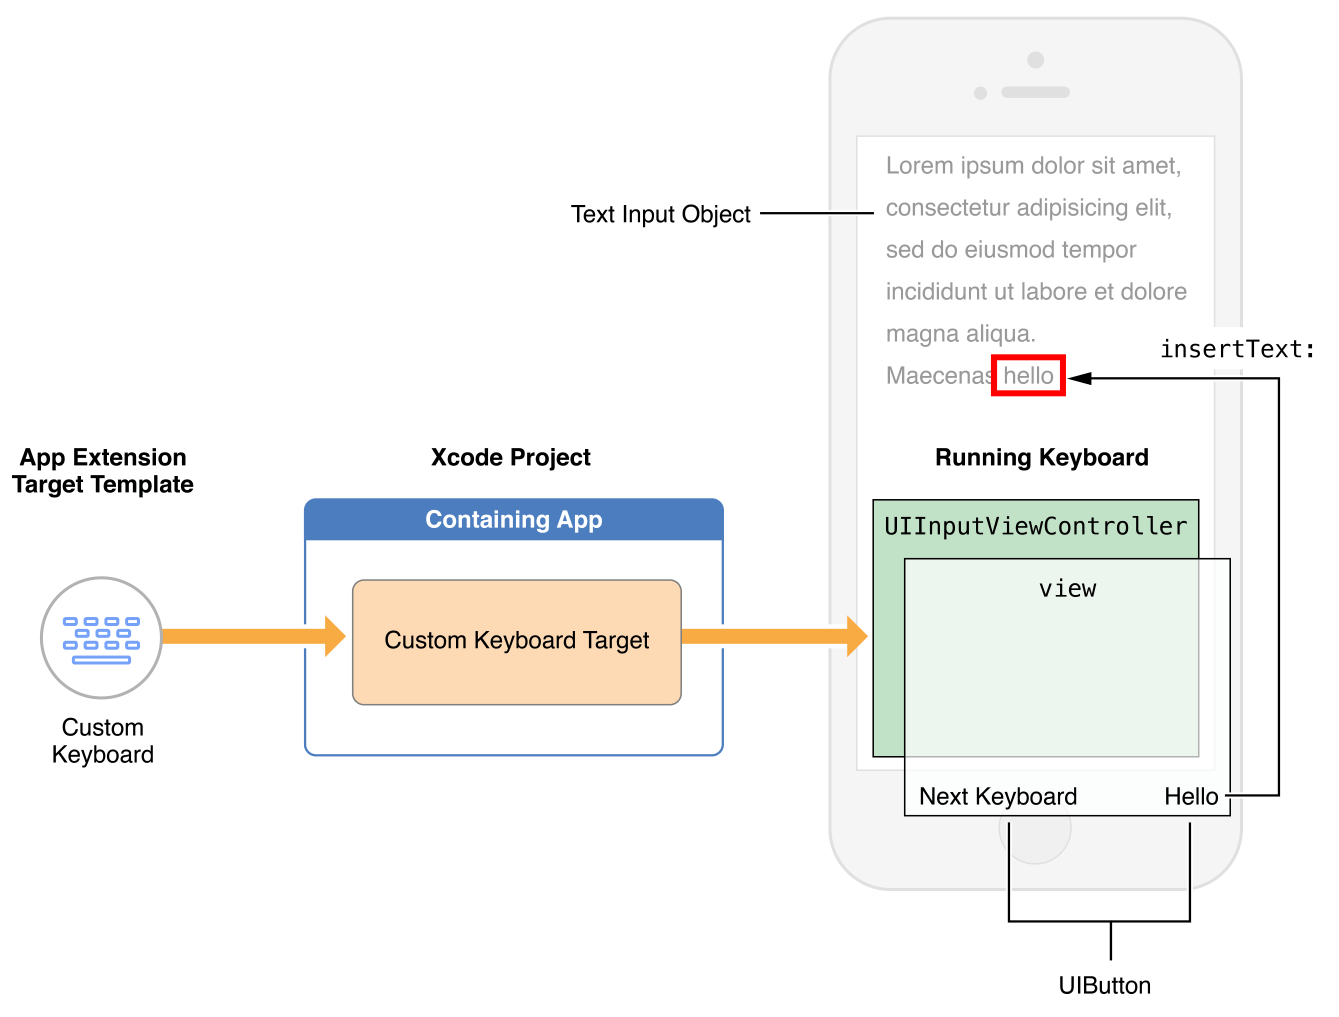 Lorem ipsum dolor sit amet,
consectetur adipisicing elit,
sed do eiusmod tempor
incididunt ut labore et dolore
magna aliqua.
Maecenas hello
Text Input Object
insertText:
App Extension
Target Template
Custom
Keyboard
Xcode Project
Containing App
Custom Keyboard Target
Running Keyboard
UIInputViewController
view
Next Keyboard
Hello
UIButton